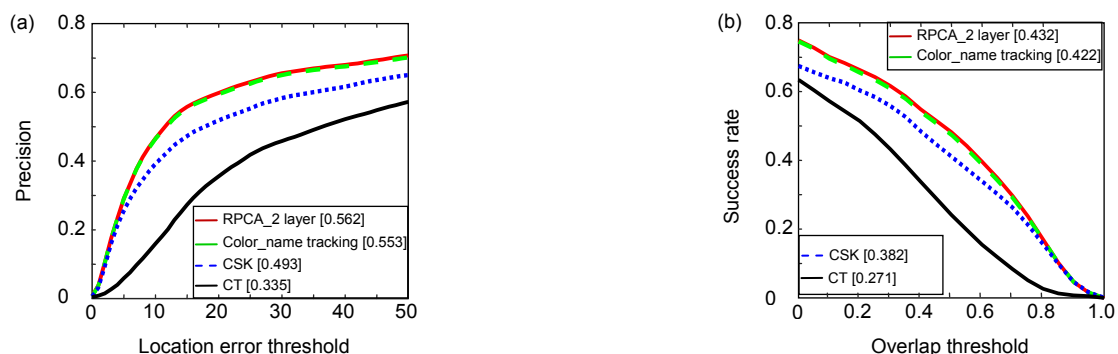 (a)
0.8
0.6
0.4
0.2
0
Precision
RPCA_2 layer [0.562]
Color_name tracking [0.553]
CSK [0.493]
CT [0.335]
0 10 20 30 40 50
Location error threshold
(b)
0.8
0.6
0.4
0.2
0
Success rate
RPCA_2 layer [0.432]
Color_name tracking [0.422]
CSK [0.382]
CT [0.271]
0 0.2 0.4 0.6 0.8 1.0
Overlap threshold